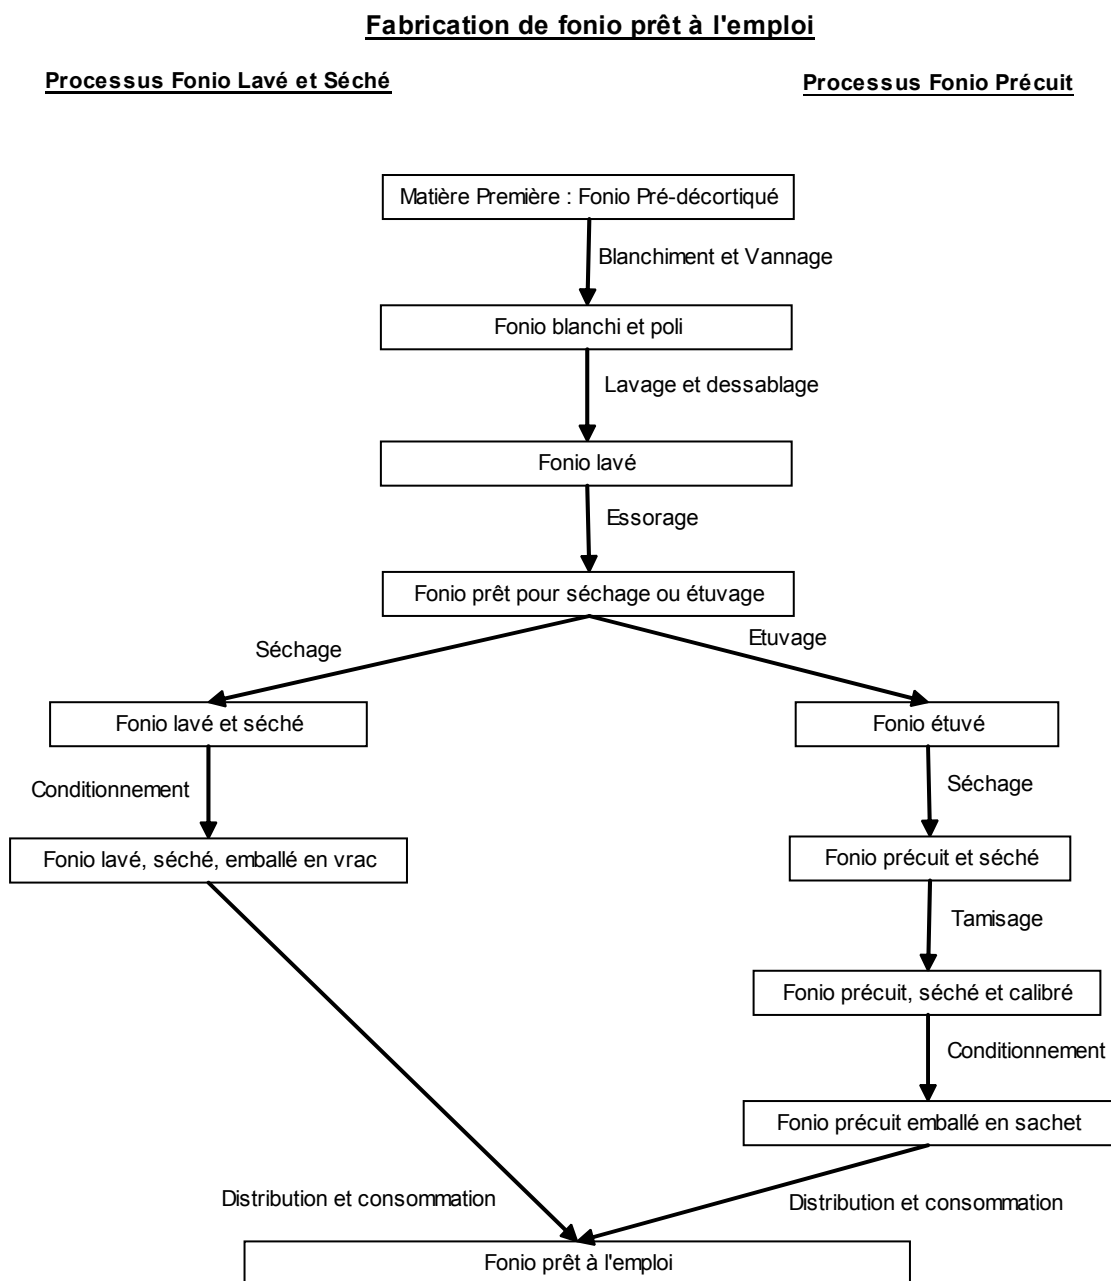 Fabrication de fonio prêt à l'emploi
Processus Fonio Lavé et Séché
Processus Fonio Précuit
Matière Première : Fonio Pré-décortiqué
Blanchiment et Vannage
Fonio blanchi et poli
Lavage et dessablage
Fonio lavé
Essorage
Fonio prêt pour séchage ou étuvage
Séchage
Etuvage
Fonio lavé et séché
Fonio étuvé
Conditionnement
Séchage
Fonio lavé, séché, emballé en vrac
Fonio précuit et séché
Tamisage
Fonio précuit, séché et calibré
Conditionnement
Fonio précuit emballé en sachet
Distribution et consommation
Distribution et consommation
Fonio prêt à l'emploi